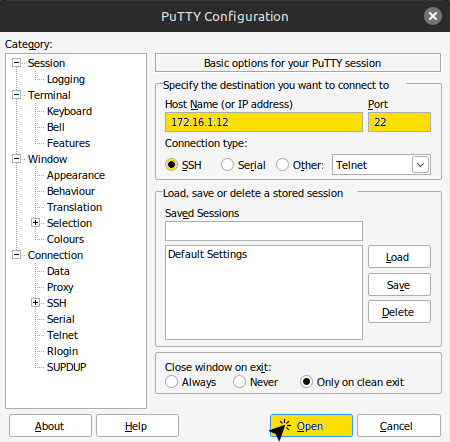 PuTTY Configuration
Category:
Session
Logging
Terminal
Keyboard
Bell
Features
Window
Appearance
Behaviour
Translation
Selection
Colours
Connection
Data
Proxy
SSH
Serial
Telnet
Rlogin
SUPDUP
Basic options for your PuTTY session
Specify the destination you want to connect to
Host Name (or IP address) Port
172.16.1.12 22
Connection type:
SSH Serial Other: Telnet
Load, save or delete a stored session
Saved Sessions
Default Settings
Load
Save
Delete
Close window on exit:
Always Never Only on clean exit
About Help Open Cancel